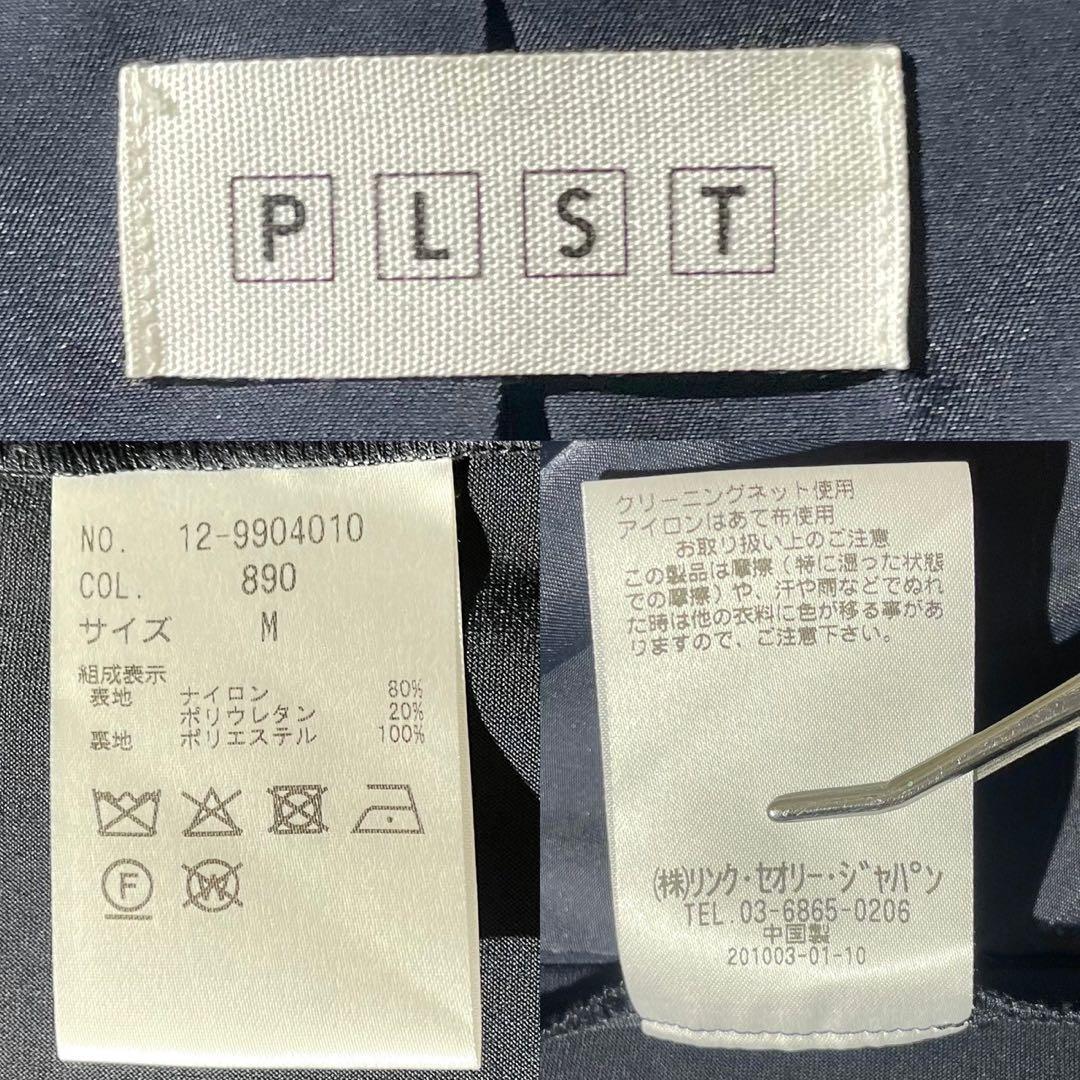 P L S T
NO. 12-9904010
COL. 890
サイズ M
組成表示
表地 ナイロン 80%
ポリウレタン 20%
裏地 ポリエステル 100%
F W
クリーニングネット使用
アイロンはあて布使用
お取り扱い上のご注意
この製品は摩擦(特に湿った状態
での摩擦)や、汗や雨などでぬれ
た時は他の衣料に色が移る事があ
りますので、ご注意下さい。
(株)リンク・セオリー・ジャパン
TEL 03-6865-0206
中国製
201003-01-10